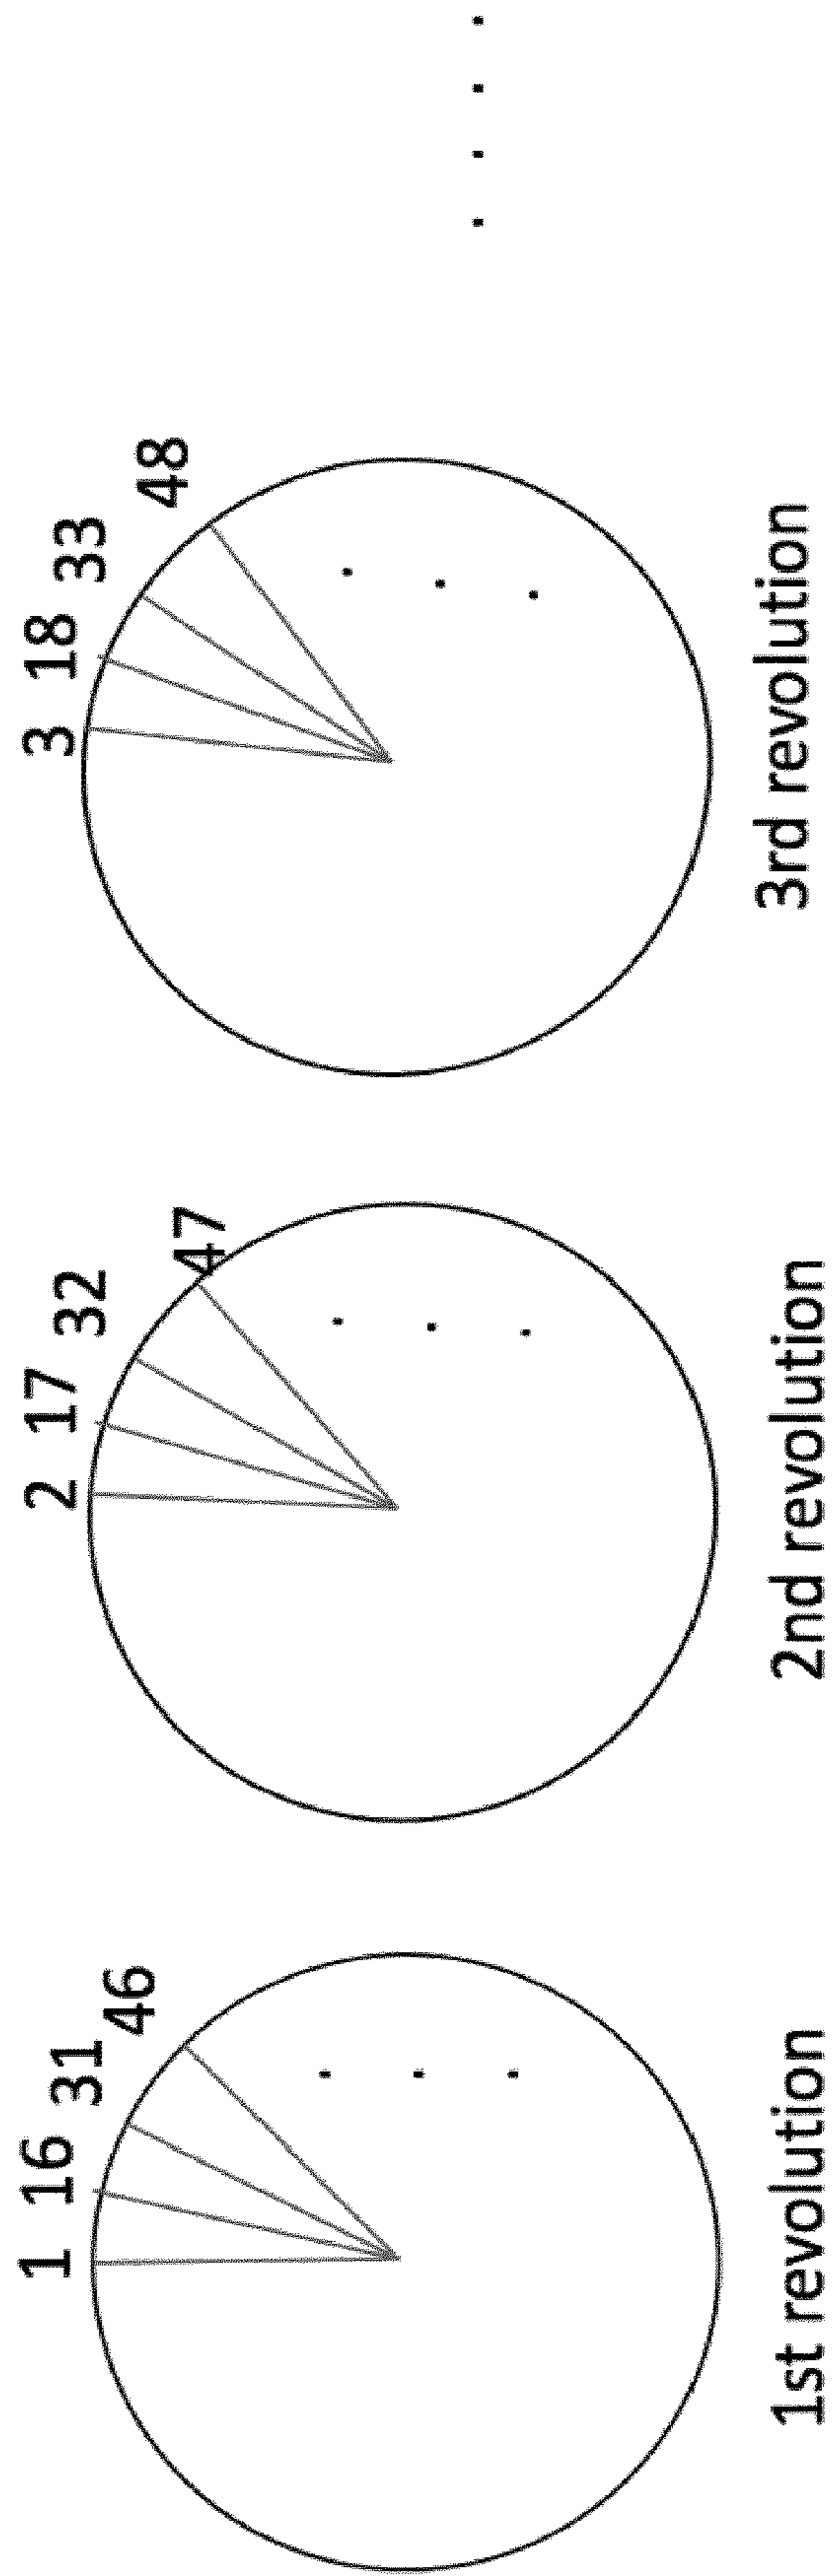 1 16 31 46
2 17 32 47
3 18 33 48
1st revolution
2nd revolution
3rd revolution